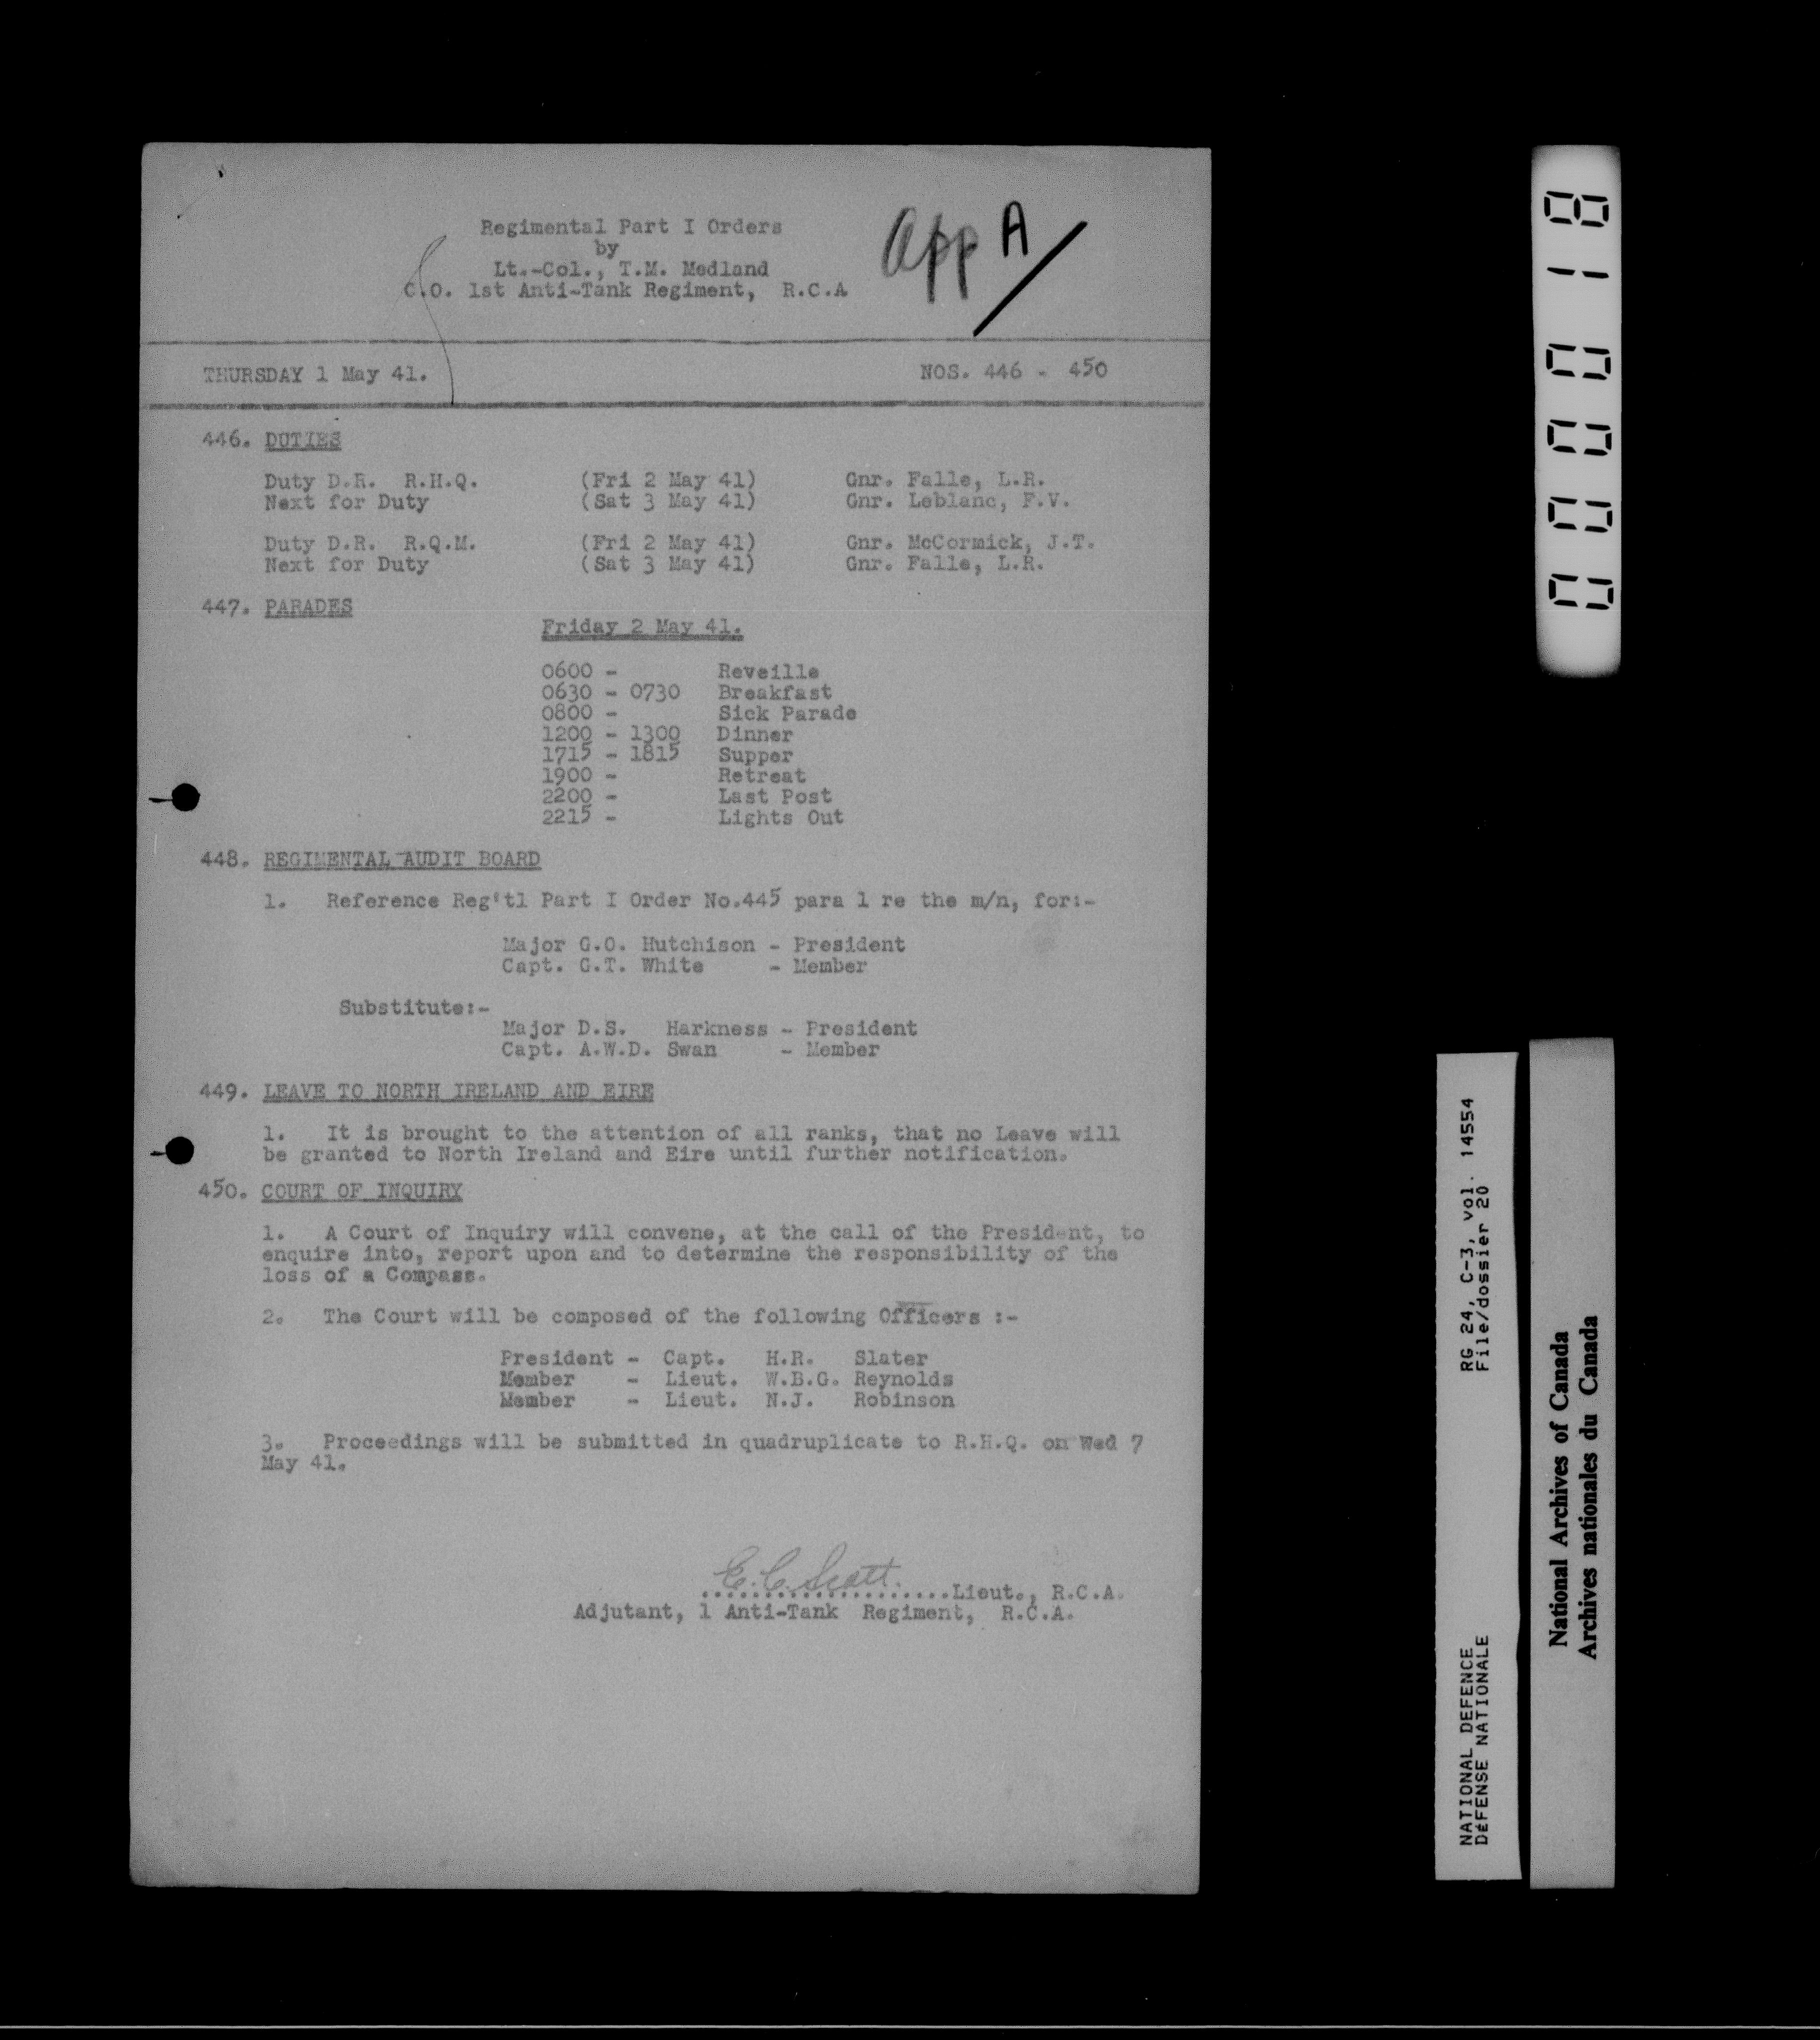 Regimental Part I Orders
by
Lt.-Col., T.M. Medland
C.O. 1st Anti-Tank Regiment, R.C.A
App A
THURSDAY 1 May 41. NOS. 446 - 450
446. DUTIES
Duty D.R. R.H.Q. (Fri 2 May 41) Gnr. Falle, L.R.
Next for Duty (Sat 3 May 41) Gnr. Leblanc, F.V.
Duty D.R. R.Q.M. (Fri 2 May 41) Gnr. McCormick, J.T.
Next for Duty (Sat 3 May 41) Gnr. Falle, L.R.
447. PARADES
Friday 2 May 41.
0600 - Reveille
0630 - 0730 Breakfast
0800 - Sick Parade
1200 - 1300 Dinner
1715 - 1815 Supper
1900 - Retreat
2200 - Last Post
2215 - Lights Out
448. REGIMENTAL AUDIT BOARD
1. Reference Reg'tl Part I Order No.445 para 1 re the m/n, for:-
Major G.O. Hutchison - President
Capt. G.T. White - Member
Substitute:-
Major D.S. Harkness - President
Capt. A.W.D. Swan - Member
449. LEAVE TO NORTH IRELAND AND EIRE
1. It is brought to the attention of all ranks, that no Leave will
be granted to North Ireland and Eire until further notification.
450. COURT OF INQUIRY
1. A Court of Inquiry will convene, at the call of the President, to
enquire into, report upon and to determine the responsibility of the
loss of a Compass.
2. The Court will be composed of the following Officers :-
President - Capt. H.R. Slater
Member - Lieut. W.B.G. Reynolds
Member - Lieut. N.J. Robinson
3. Proceedings will be submitted in quadruplicate to R.H.Q. on Wed 7
May 41.
E.C. Scott
....................Lieut., R.C.A.
Adjutant, 1 Anti-Tank Regiment, R.C.A.
0000018
NATIONAL DEFENCE RG 24, C-3, vol. 14554
DÉFENSE NATIONALE File/dossier 20
National Archives of Canada
Archives nationales du Canada